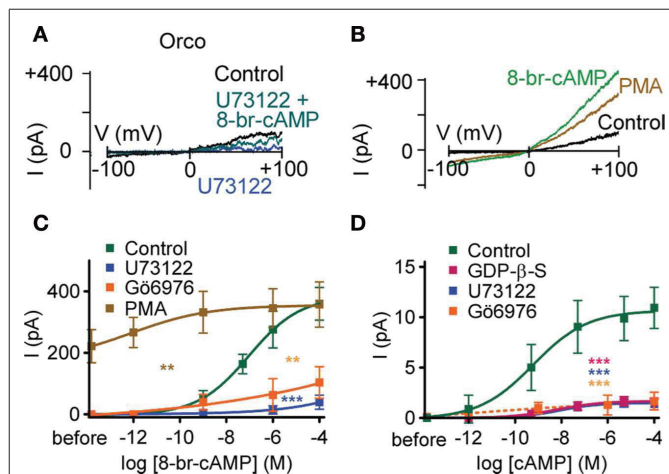 A
Orco
+400
Control
U73122 +
8-br-cAMP
V (mV)
I (pA)
0
-100
0
+100
U73122
B
+400
8-br-cAMP
PMA
Control
V (mV)
I (pA)
0
-100
0
+100
C
Control
U73122
Gö6976
PMA
400
200
0
I (pA)
**
**
***
before
-12
-10
-8
-6
-4
log [8-br-cAMP] (M)
D
Control
GDP-β-S
U73122
Gö6976
15
10
5
0
I (pA)
***
***
***
before
-12
-10
-8
-6
-4
log [cAMP] (M)